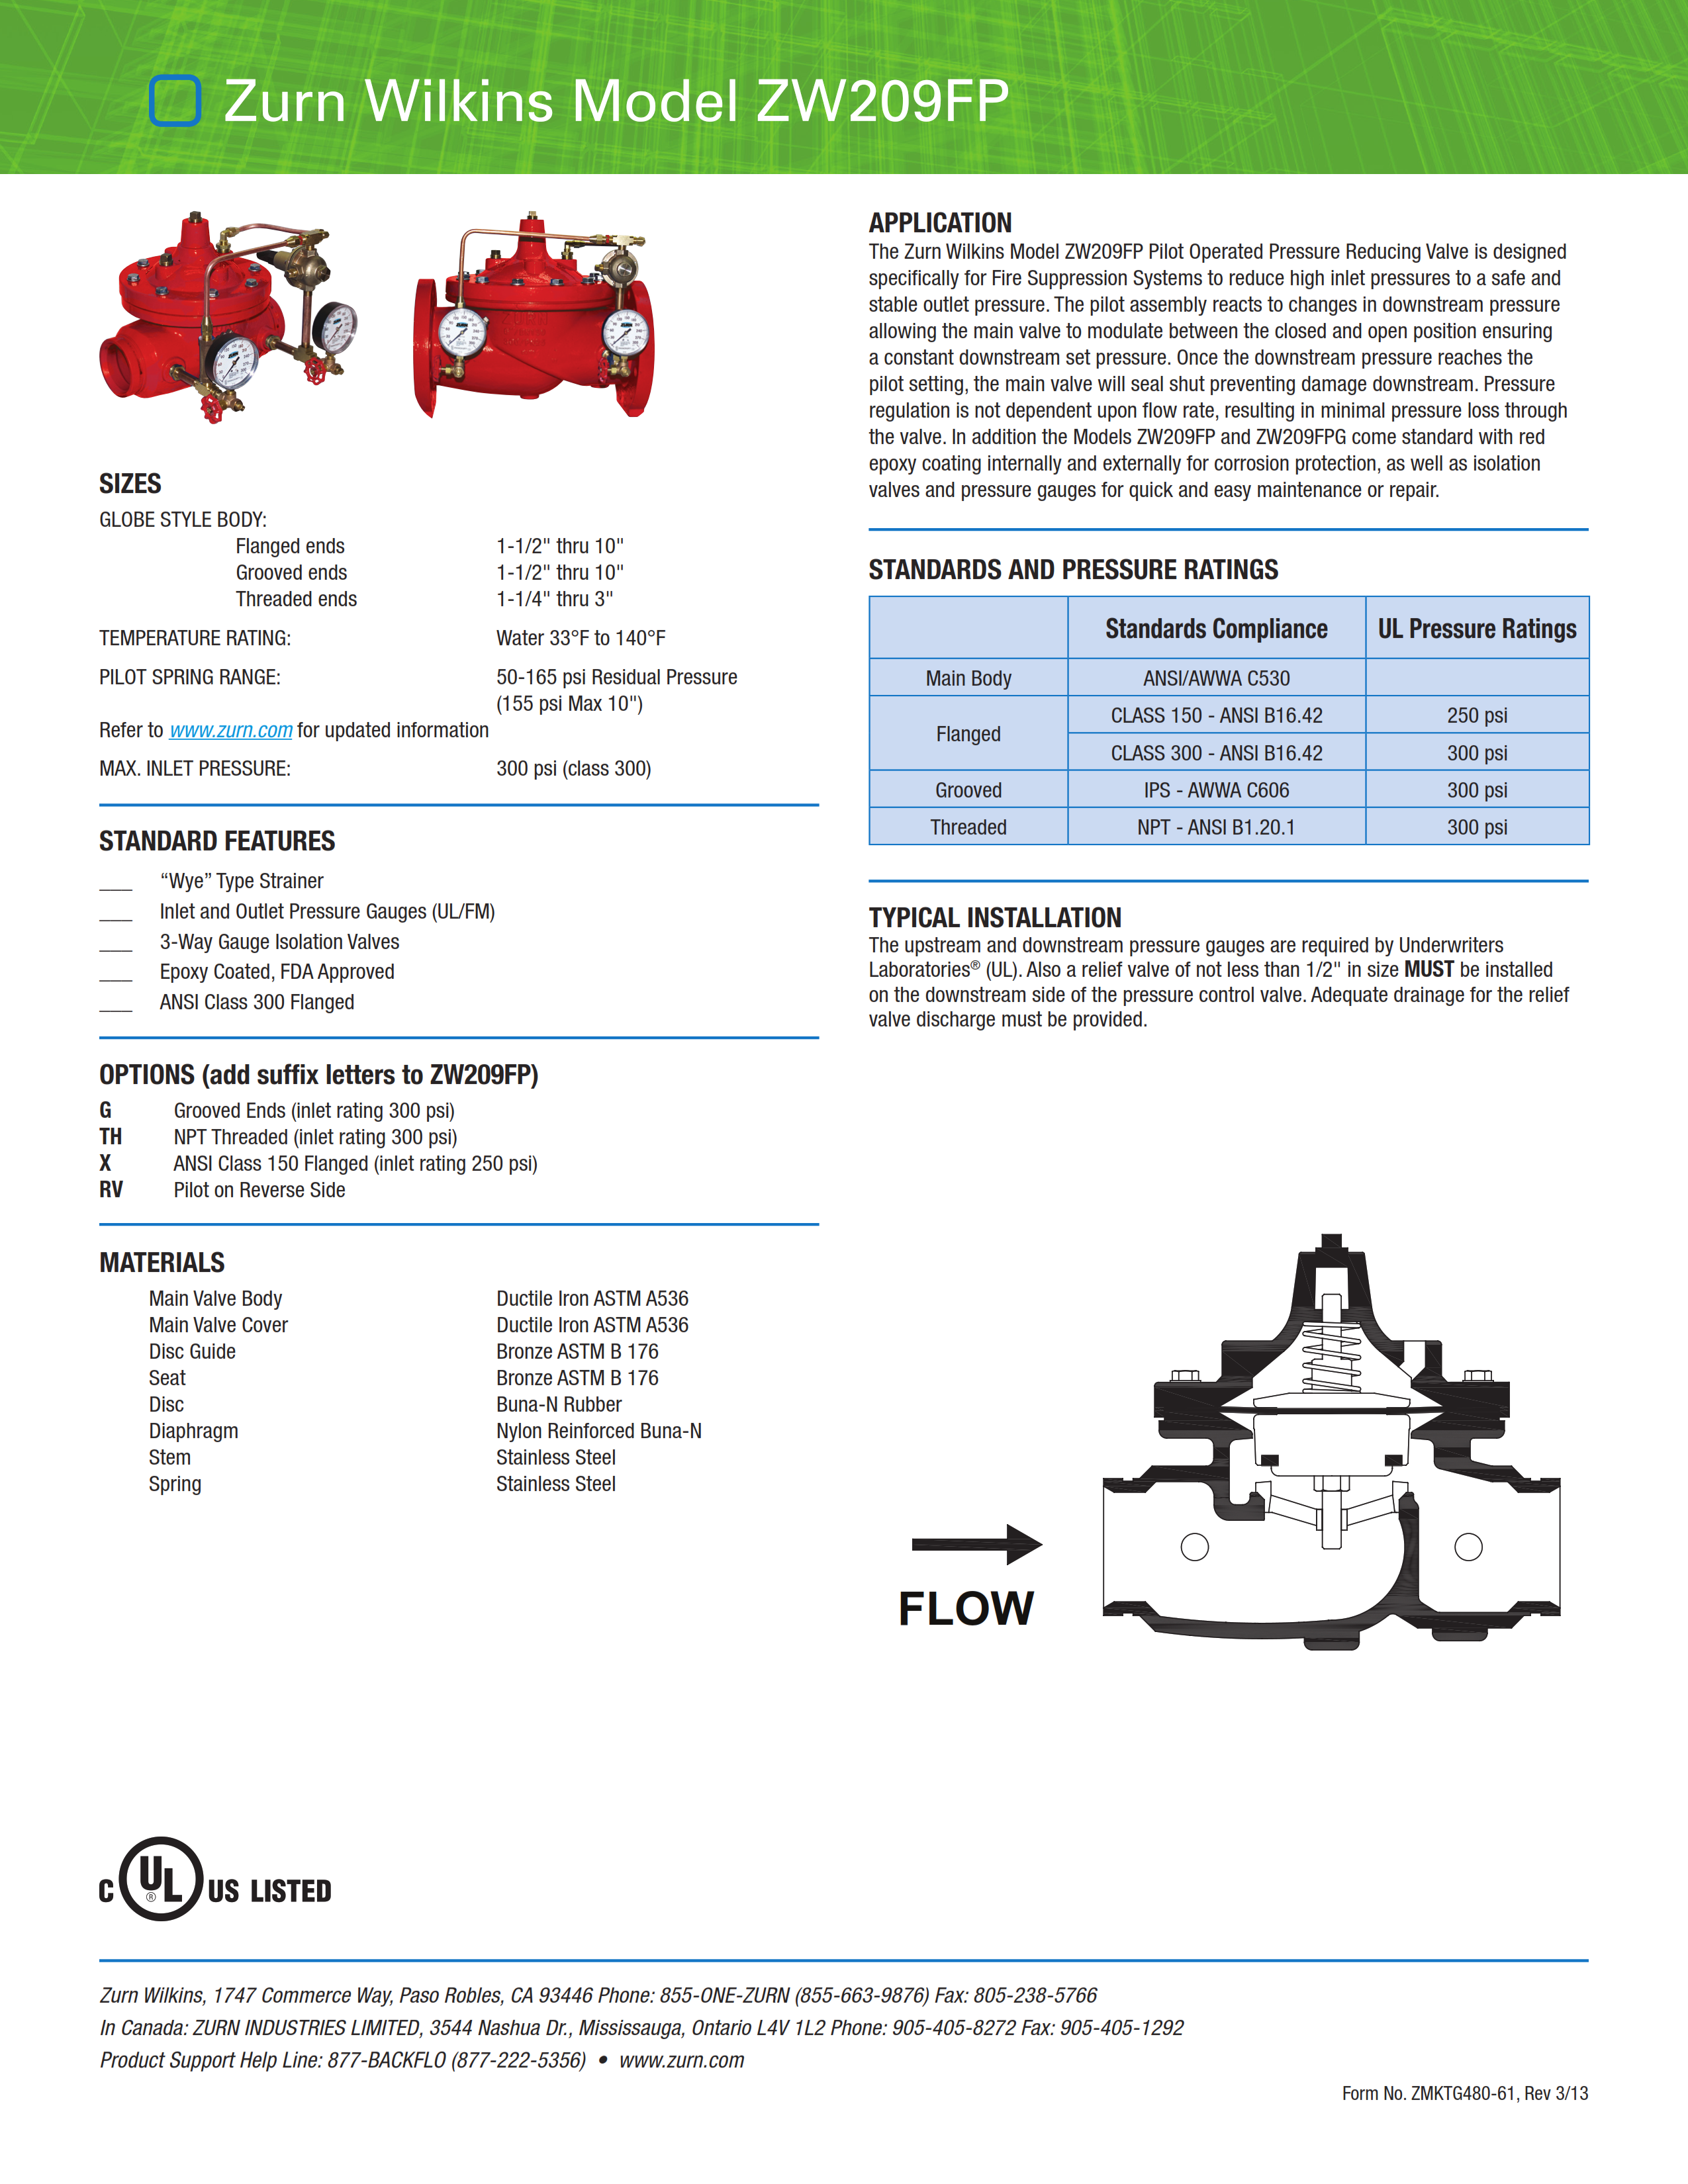 Zurn Wilkins Model ZW209FP
SIZES
GLOBE STYLE BODY:
Flanged ends 1-1/2" thru 10"
Grooved ends 1-1/2" thru 10"
Threaded ends 1-1/4" thru 3"
TEMPERATURE RATING: Water 33°F to 140°F
PILOT SPRING RANGE: 50-165 psi Residual Pressure
(155 psi Max 10")
Refer to www.zurn.com for updated information
MAX. INLET PRESSURE: 300 psi (class 300)
STANDARD FEATURES
___ “Wye” Type Strainer
___ Inlet and Outlet Pressure Gauges (UL/FM)
___ 3-Way Gauge Isolation Valves
___ Epoxy Coated, FDA Approved
___ ANSI Class 300 Flanged
OPTIONS (add suffix letters to ZW209FP)
G Grooved Ends (inlet rating 300 psi)
TH NPT Threaded (inlet rating 300 psi)
X ANSI Class 150 Flanged (inlet rating 250 psi)
RV Pilot on Reverse Side
MATERIALS
Main Valve Body Ductile Iron ASTM A536
Main Valve Cover Ductile Iron ASTM A536
Disc Guide Bronze ASTM B 176
Seat Bronze ASTM B 176
Disc Buna-N Rubber
Diaphragm Nylon Reinforced Buna-N
Stem Stainless Steel
Spring Stainless Steel
APPLICATION
The Zurn Wilkins Model ZW209FP Pilot Operated Pressure Reducing Valve is designed
specifically for Fire Suppression Systems to reduce high inlet pressures to a safe and
stable outlet pressure. The pilot assembly reacts to changes in downstream pressure
allowing the main valve to modulate between the closed and open position ensuring
a constant downstream set pressure. Once the downstream pressure reaches the
pilot setting, the main valve will seal shut preventing damage downstream. Pressure
regulation is not dependent upon flow rate, resulting in minimal pressure loss through
the valve. In addition the Models ZW209FP and ZW209FPG come standard with red
epoxy coating internally and externally for corrosion protection, as well as isolation
valves and pressure gauges for quick and easy maintenance or repair.
STANDARDS AND PRESSURE RATINGS
Standards Compliance UL Pressure Ratings
Main Body ANSI/AWWA C530
Flanged CLASS 150 - ANSI B16.42 250 psi
CLASS 300 - ANSI B16.42 300 psi
Grooved IPS - AWWA C606 300 psi
Threaded NPT - ANSI B1.20.1 300 psi
TYPICAL INSTALLATION
The upstream and downstream pressure gauges are required by Underwriters
Laboratories® (UL). Also a relief valve of not less than 1/2" in size MUST be installed
on the downstream side of the pressure control valve. Adequate drainage for the relief
valve discharge must be provided.
FLOW
C UL ® US LISTED
Zurn Wilkins, 1747 Commerce Way, Paso Robles, CA 93446 Phone: 855-ONE-ZURN (855-663-9876) Fax: 805-238-5766
In Canada: ZURN INDUSTRIES LIMITED, 3544 Nashua Dr., Mississauga, Ontario L4V 1L2 Phone: 905-405-8272 Fax: 905-405-1292
Product Support Help Line: 877-BACKFLO (877-222-5356) • www.zurn.com
Form No. ZMKTG480-61, Rev 3/13